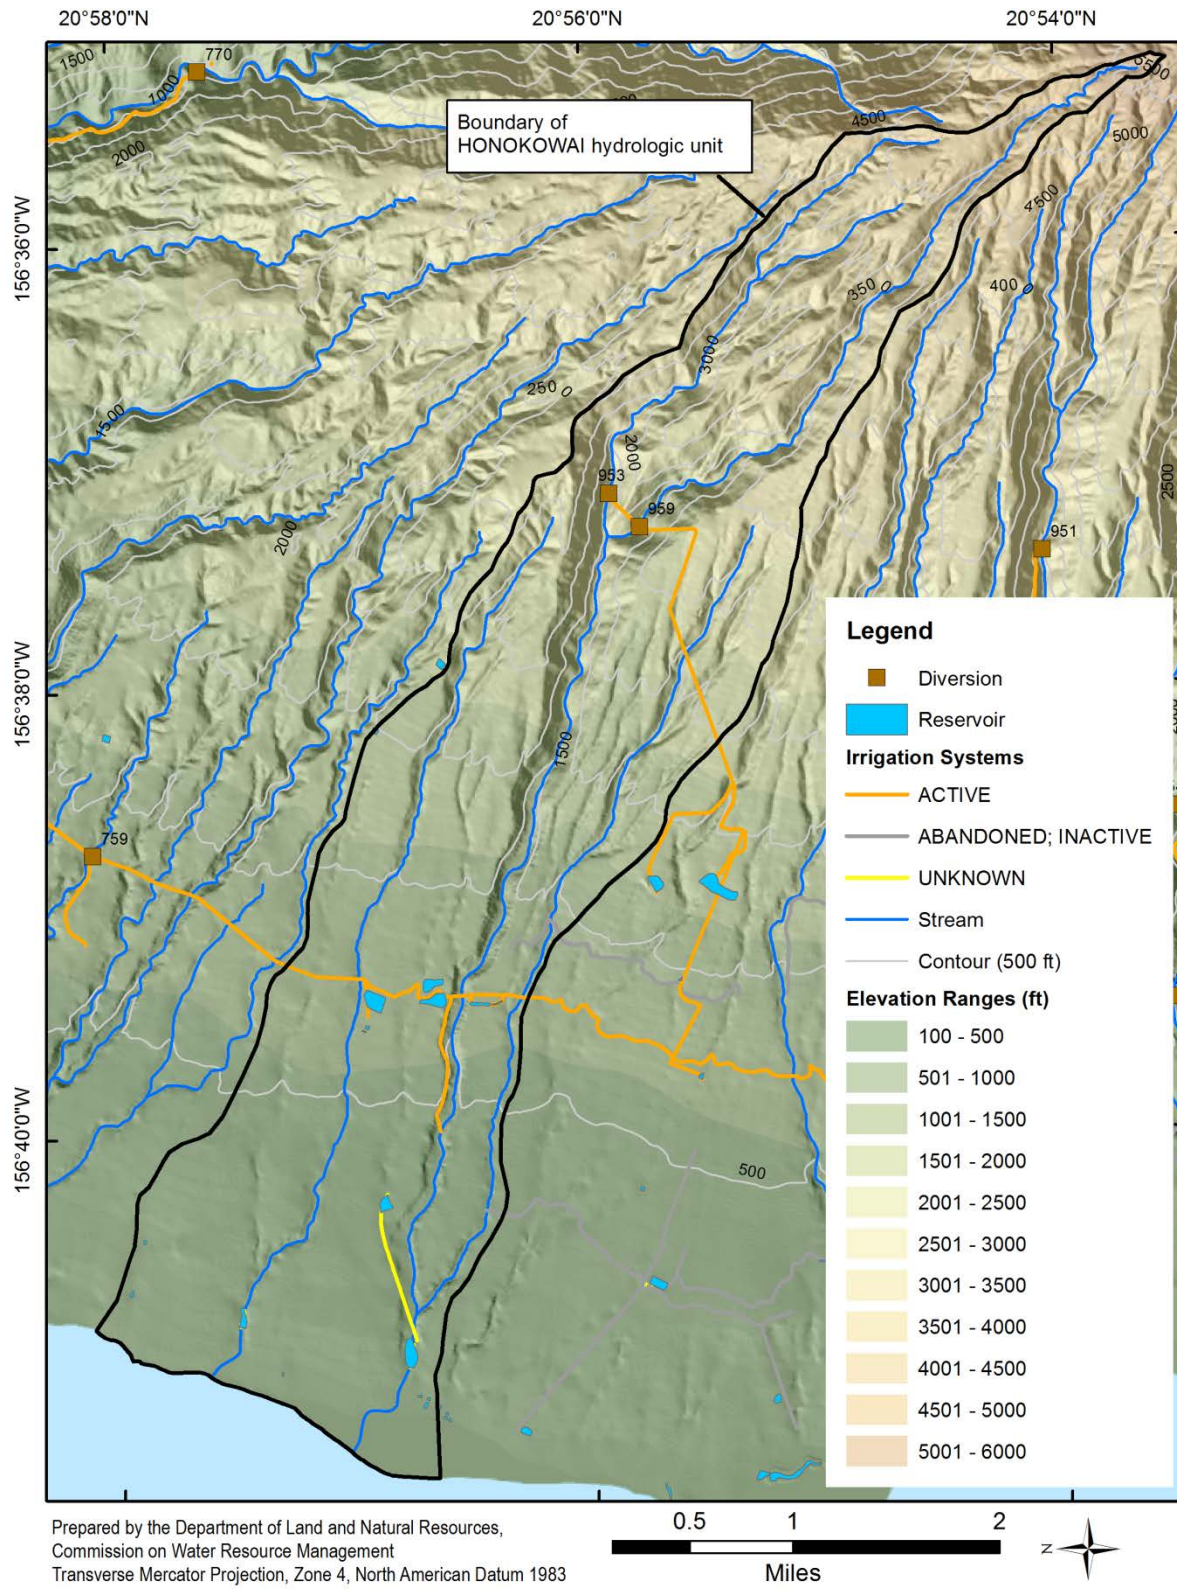 20°58'0"N
20°56'0"N
20°54'0"N
1500
770
1000
2000
Boundary of
HONOKOWAI hydrologic unit
4500
5500
5000
4500
156°36'0"W
3500
4000
3000
2500
1500
2000
953
959
2500
2000
951
156°38'0"W
1500
759
156°40'0"W
500
Legend
Diversion
Reservoir
Irrigation Systems
ACTIVE
ABANDONED; INACTIVE
UNKNOWN
Stream
Contour (500 ft)
Elevation Ranges (ft)
100 - 500
501 - 1000
1001 - 1500
1501 - 2000
2001 - 2500
2501 - 3000
3001 - 3500
3501 - 4000
4001 - 4500
4501 - 5000
5001 - 6000
Prepared by the Department of Land and Natural Resources,
Commission on Water Resource Management
Transverse Mercator Projection, Zone 4, North American Datum 1983
0.5 1 2
Miles
N